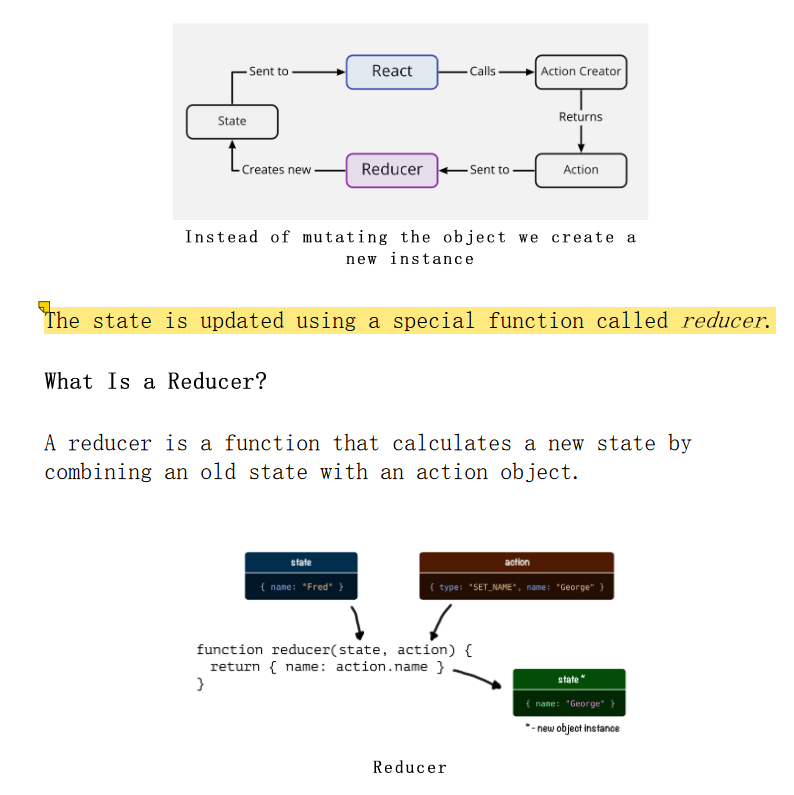 Sent to
React
Calls
Action Creator
State
Returns
Creates new
Reducer
Sent to
Action
Instead of mutating the object we create a
new instance
The state is updated using a special function called reducer.
What Is a Reducer?
A reducer is a function that calculates a new state by
combining an old state with an action object.
state
action
{ name: "Fred" }
{ type: "SET_NAME", name: "George" }
function reducer(state, action) {
return { name: action.name }
}
state*
{ name: "George" }
*- new object instance
Reducer